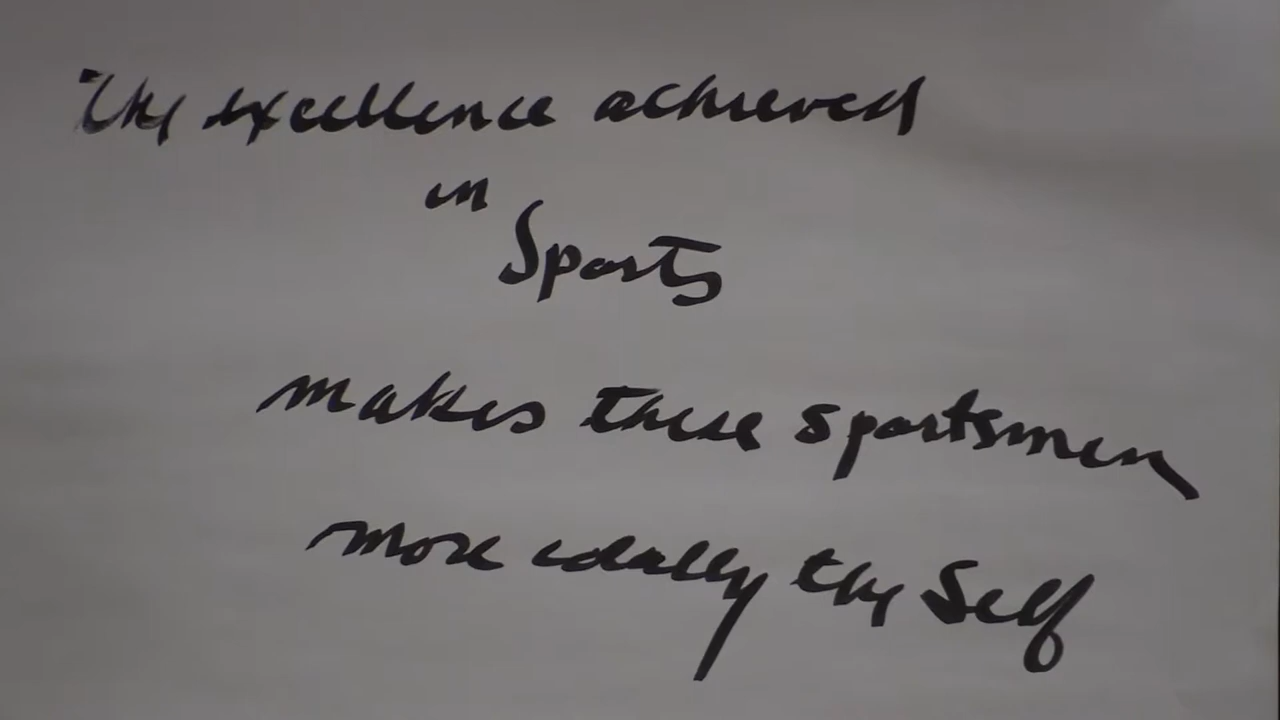 The excellence achieved
in
Sports
makes these sportsmen
more ideally the Self